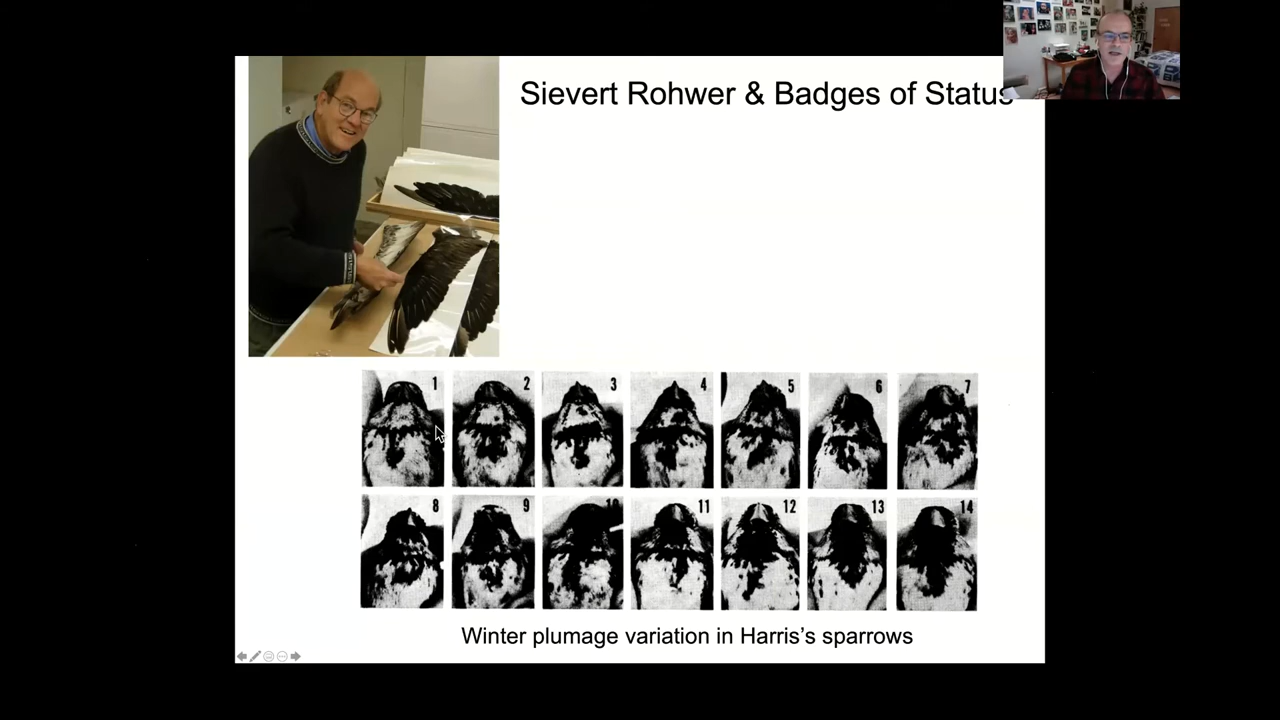 Sievert Rohwer & Badges of Status
1 2 3 4 5 6 7
8 9 10 11 12 13 14
Winter plumage variation in Harris's sparrows